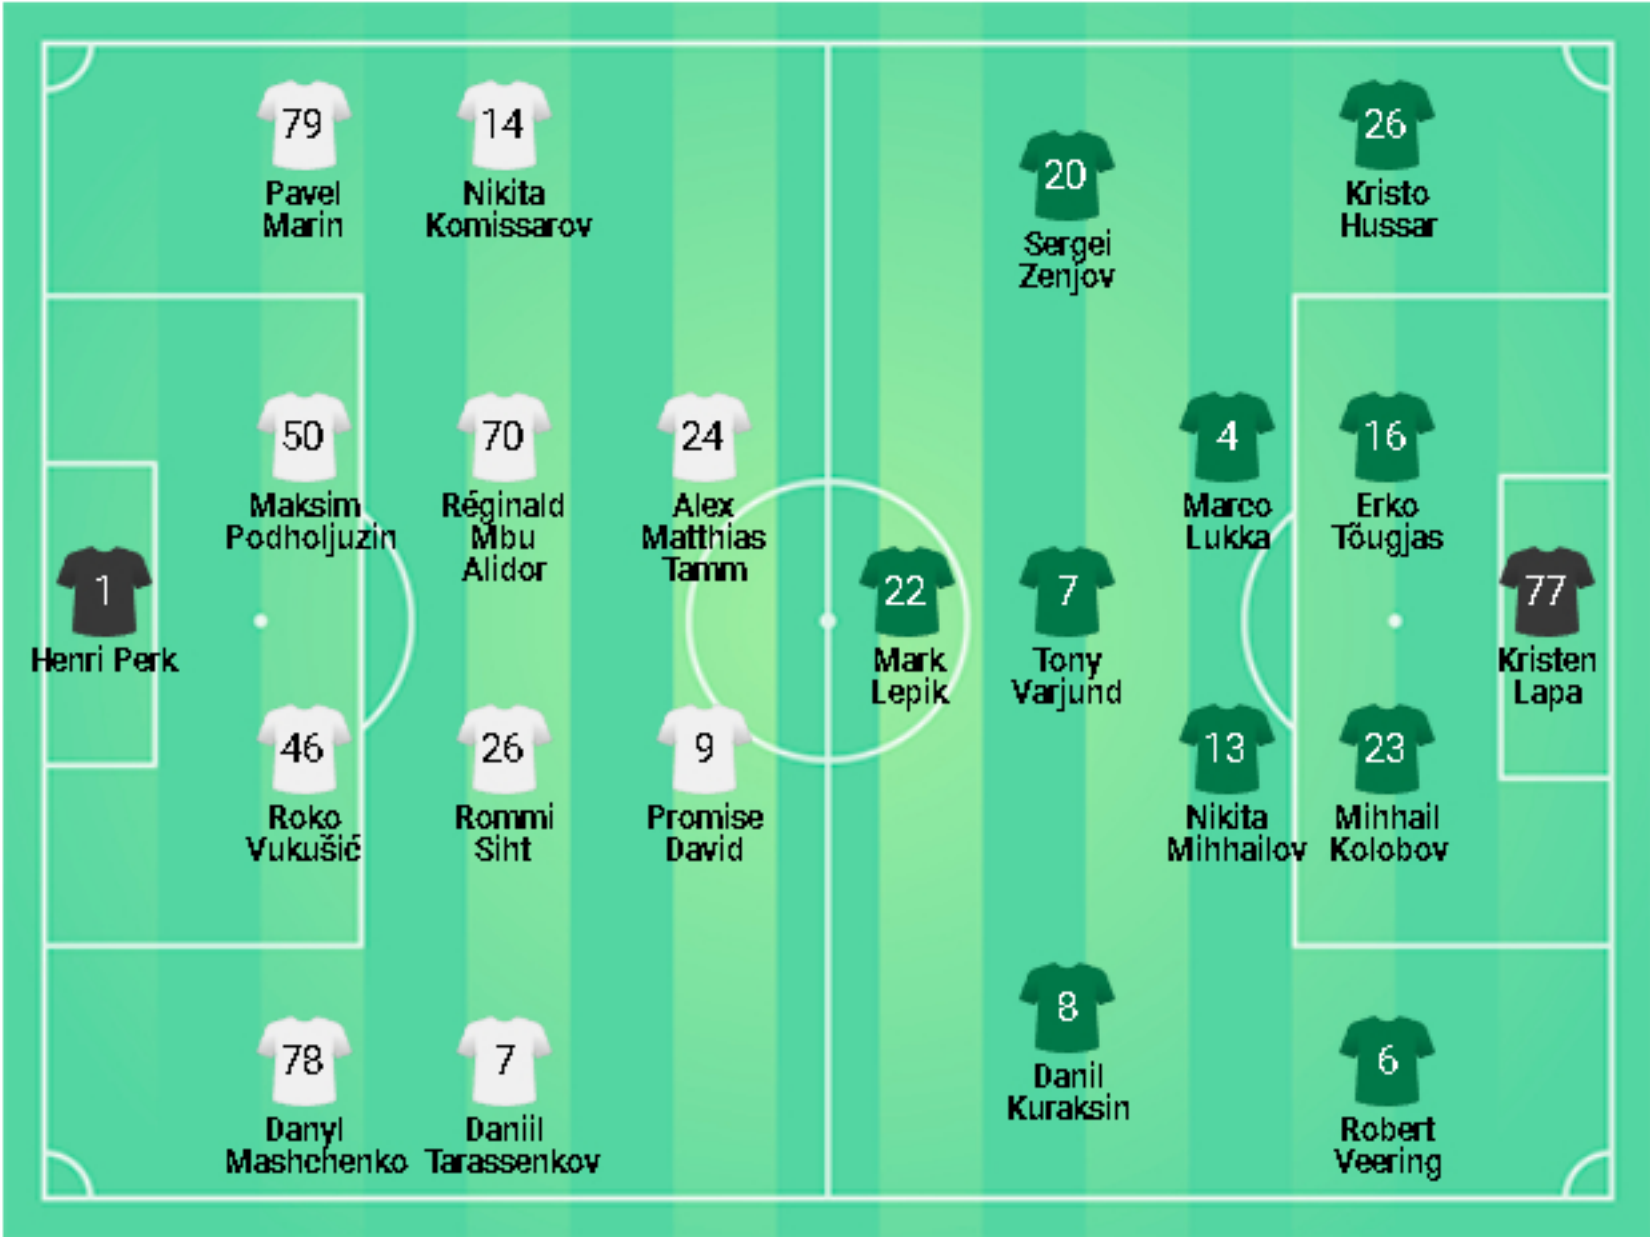 79
Pavel
Marin
14
Nikita
Komissarov
20
Sergei
Zenjov
26
Kristo
Hussar
50
Maksim
Podholjuzin
70
Réginald
Mbu
Alidor
24
Alex
Matthias
Tamm
4
Marco
Lukka
16
Erko
Tõugjas
1
Henri Perk
22
Mark
Lepik
7
Tony
Varjund
77
Kristen
Lapa
46
Roko
Vukušić
26
Rommi
Siht
9
Promise
David
13
Nikita
Mihhailov
23
Mihhail
Kolobov
8
Danil
Kuraksin
78
Danyl
Mashchenko
7
Daniil
Tarassenkov
6
Robert
Veering